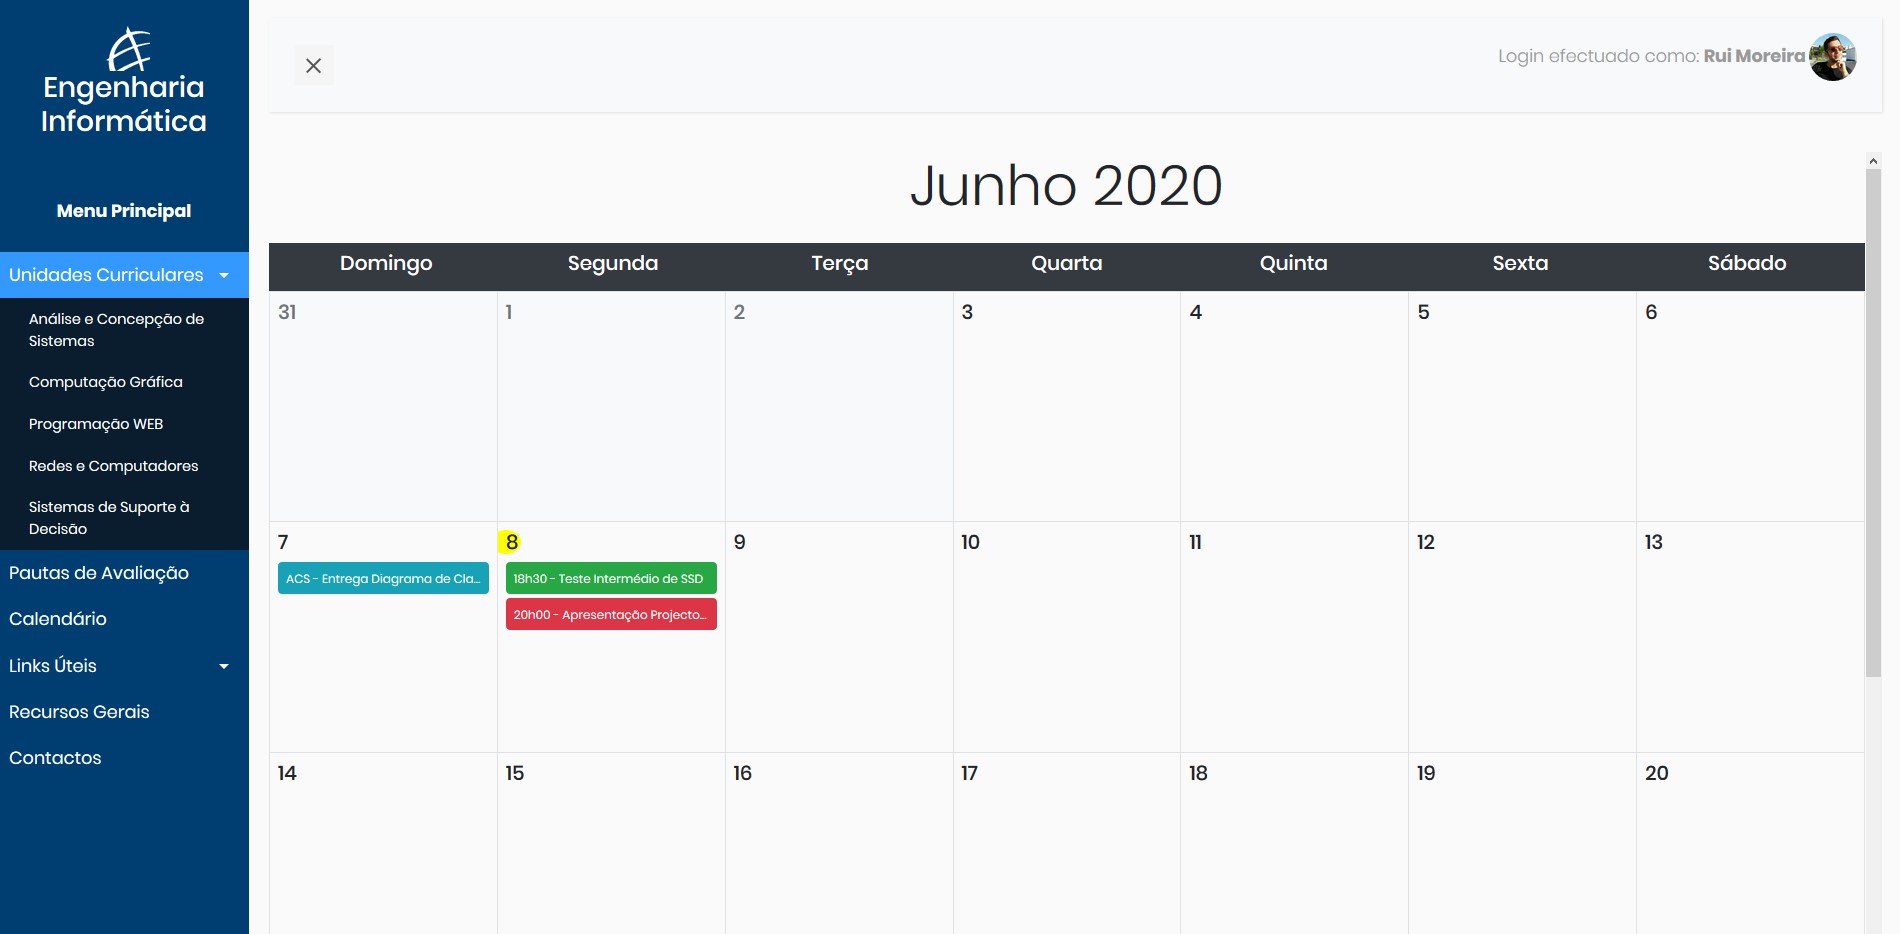 Engenharia
Informática
Menu Principal
Unidades Curriculares
Análise e Concepção de
Sistemas
Computação Gráfica
Programação WEB
Redes e Computadores
Sistemas de Suporte à
Decisão
Pautas de Avaliação
Calendário
Links Úteis
Recursos Gerais
Contactos
Login efectuado como: Rui Moreira
Junho 2020
Domingo Segunda Terça Quarta Quinta Sexta Sábado
31 1 2 3 4 5 6
7 8 9 10 11 12 13
ACS - Entrega Diagrama de Cla... 18h30 - Teste Intermédio de SSD
20h00 - Apresentação Projecto...
14 15 16 17 18 19 20